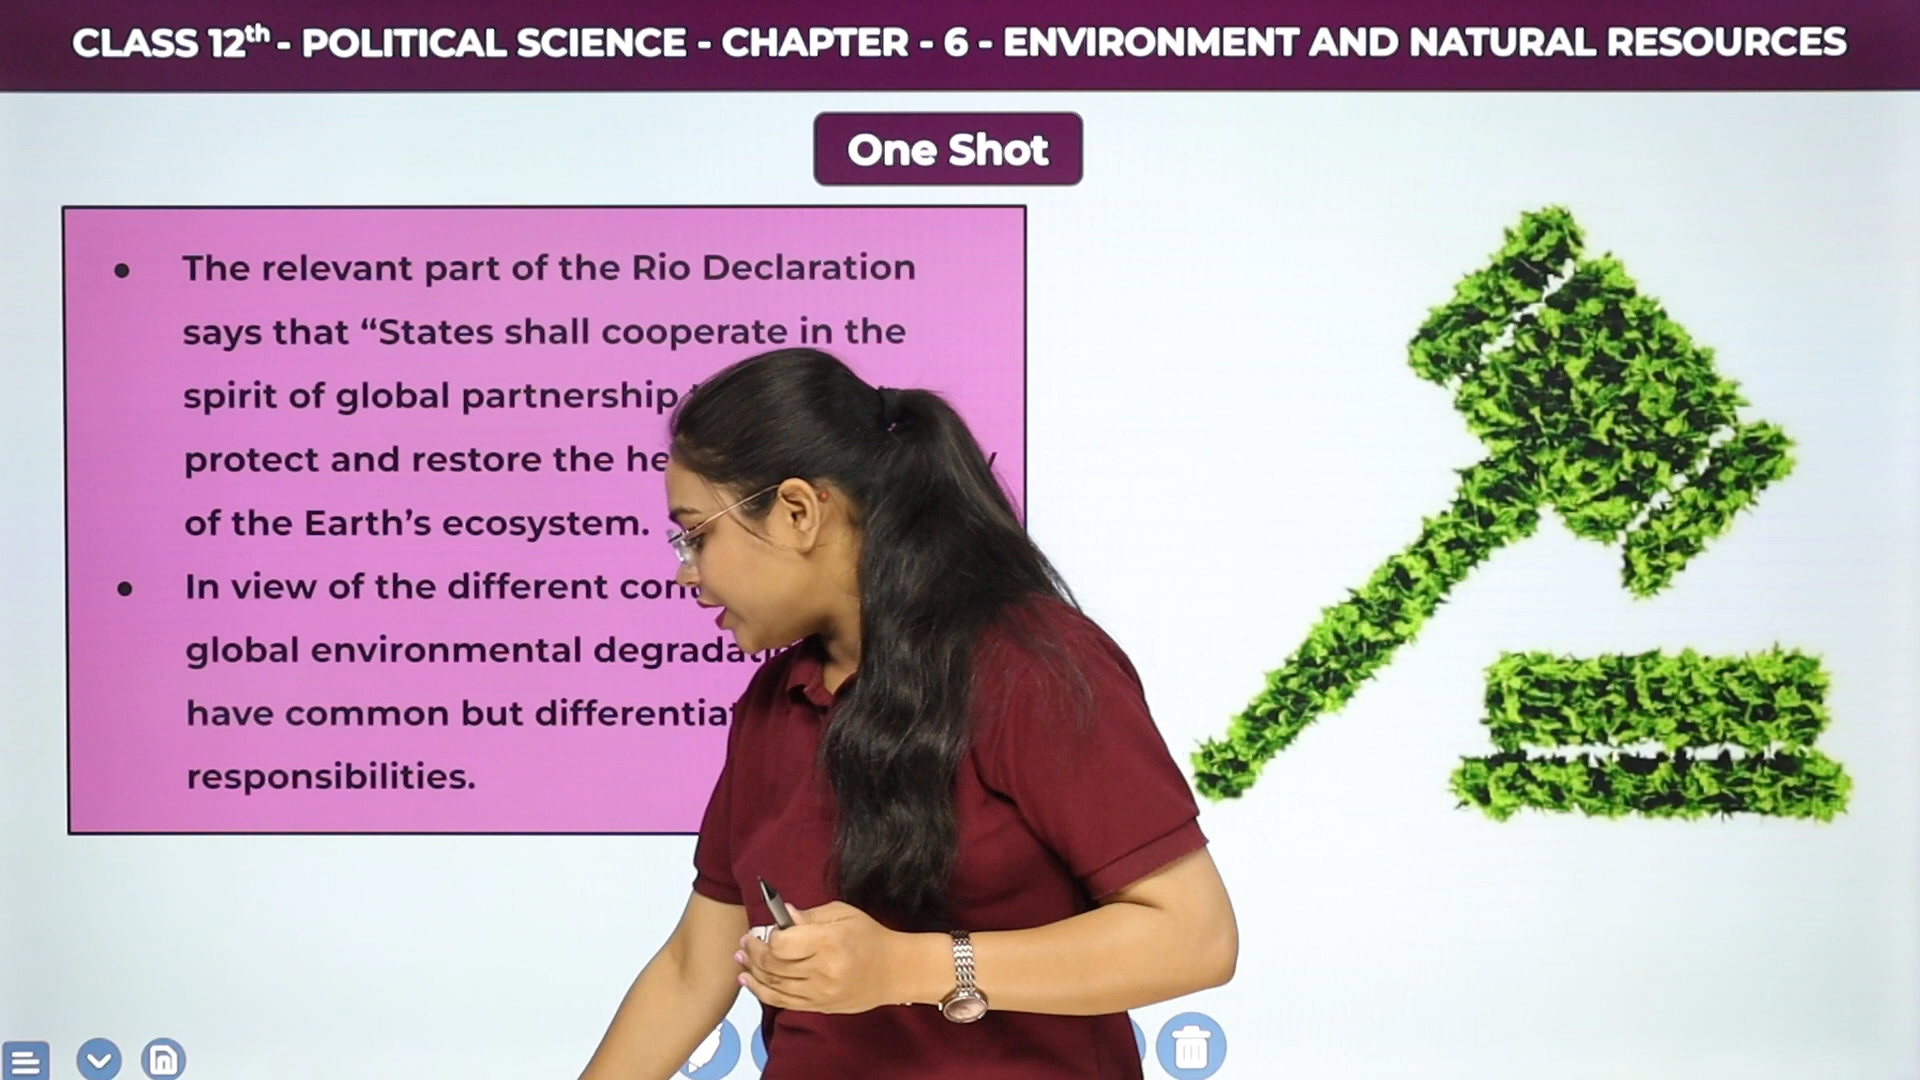 CLASS 12th - POLITICAL SCIENCE - CHAPTER - 6 - ENVIRONMENT AND NATURAL RESOURCES
One Shot
• The relevant part of the Rio Declaration
says that “States shall cooperate in the
spirit of global partnership
protect and restore the
of the Earth’s ecosystem.
• In view of the different
global environmental
have common but
responsibilities.